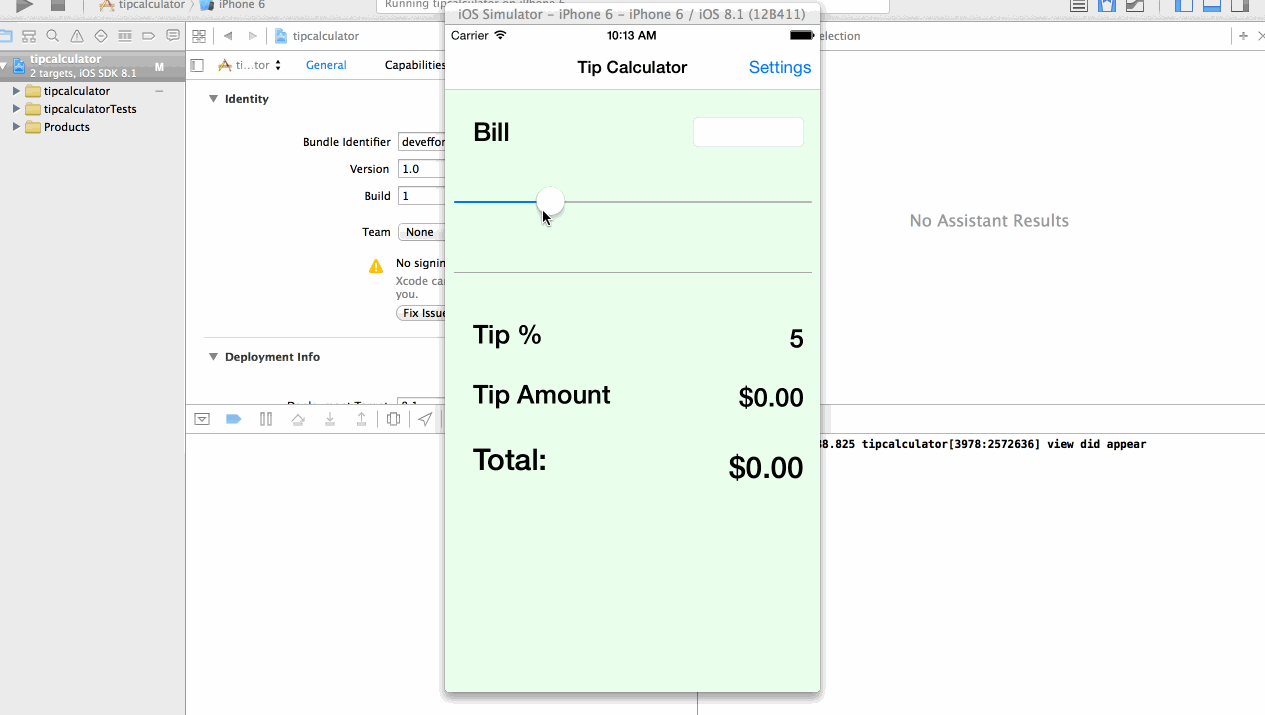 tipcalculator
iPhone 6
Running tipcalculator on iPhone 6
iOS Simulator - iPhone 6 - iPhone 6 / iOS 8.1 (12B411)
tipcalculator
2 targets, iOS SDK 8.1
M
tipcalculator
tipcalculatorTests
Products
tipcalculator
election
ti...tor
General
Capabilities
Identity
Bundle Identifier
Version 1.0
Build 1
Team None
No signin
Xcode ca
you.
Fix Issue
Deployment Info
Carrier
10:13 AM
Tip Calculator
Settings
Bill
Tip % 5
Tip Amount $0.00
Total: $0.00
No Assistant Results
8.825 tipcalculator[3978:2572636] view did appear